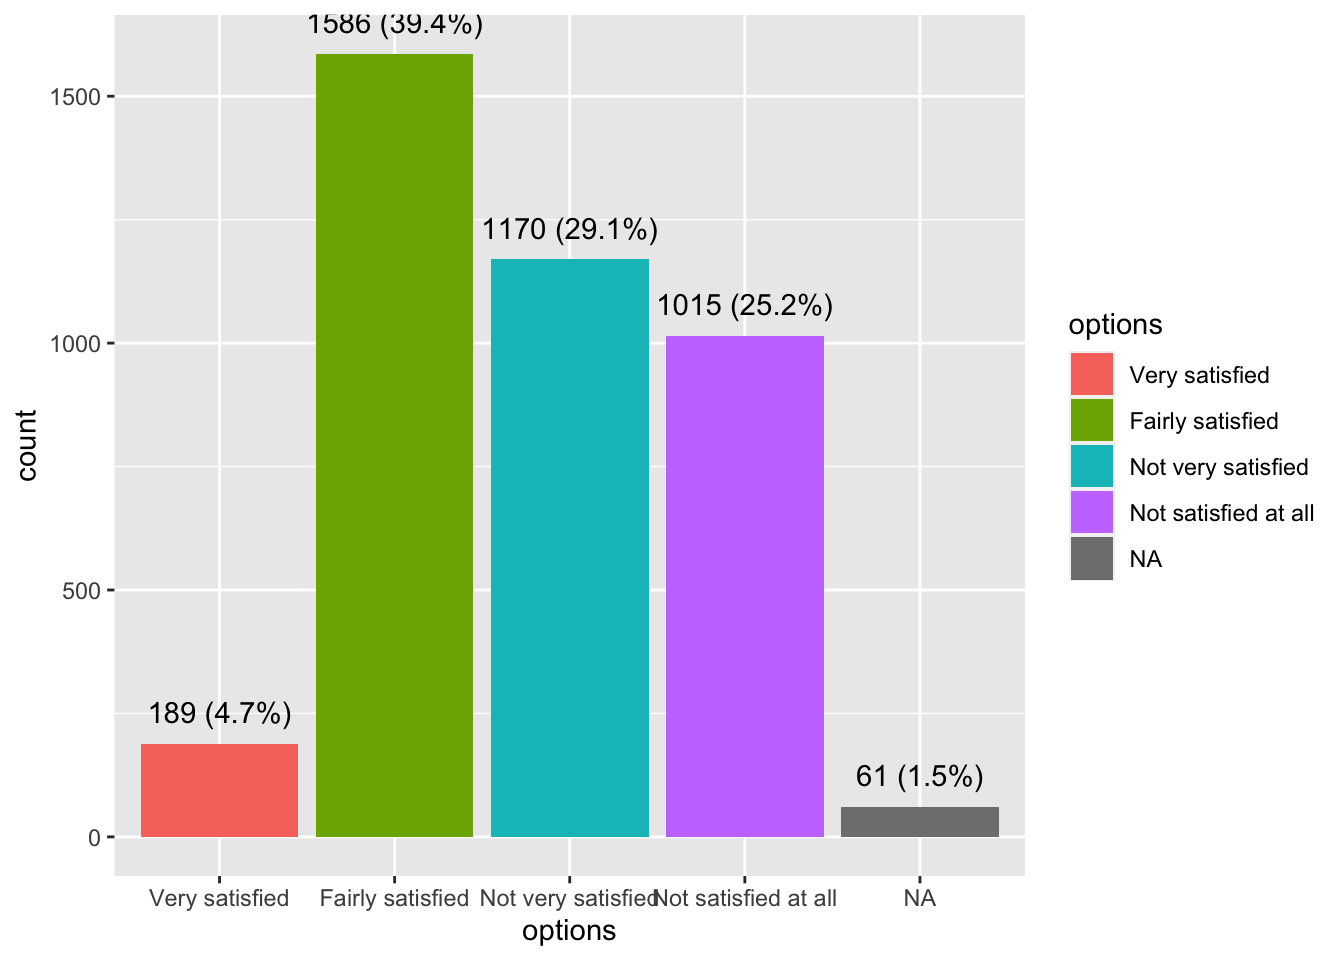 1586 (39.4%)
1500
1170 (29.1%)
1015 (25.2%)
1000
count
500
189 (4.7%)
61 (1.5%)
0
Very satisfied
Fairly satisfied
Not very satisfied
Not satisfied at all
NA
options
options
Very satisfied
Fairly satisfied
Not very satisfied
Not satisfied at all
NA